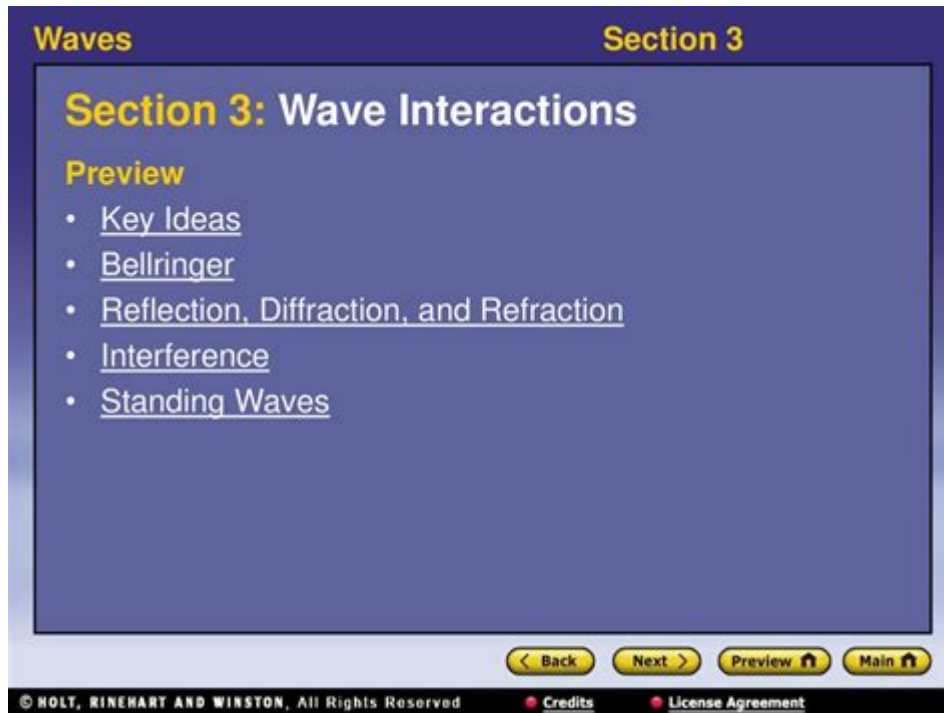 Waves Section 3
Section 3: Wave Interactions
Preview
• Key Ideas
• Bellringer
• Reflection, Diffraction, and Refraction
• Interference
• Standing Waves
< Back Next > Preview Main
© HOLT, RINEHART AND WINSTON, All Rights Reserved Credits License Agreement